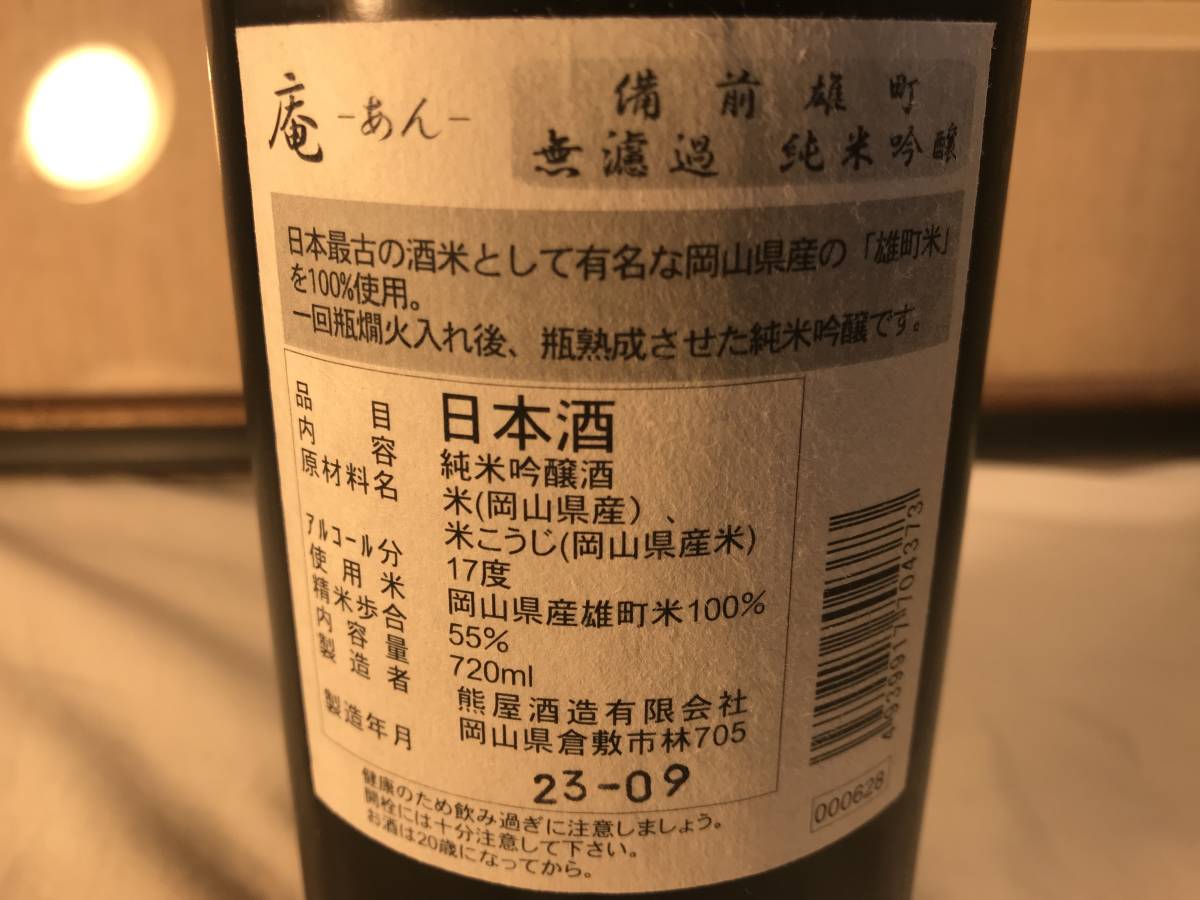 庵 -あん-
備前雄町
無濾過 純米吟醸
日本最古の酒米として有名な岡山県産の「雄町米」
を100%使用。
一回瓶燗火入れ後、瓶熟成させた純米吟醸です。
品目 日本酒
内容 純米吟醸酒
原材料名 米(岡山県産)、
米こうじ(岡山県産米)
アルコール分 17度
使用米 岡山県産雄町米100%
精米歩合 55%
内容量 720ml
製造者 熊屋酒造有限会社
岡山県倉敷市林705
製造年月 23-09
健康のため飲み過ぎに注意しましょう。
開栓には十分注意して下さい。
お酒は20歳になってから。
000628